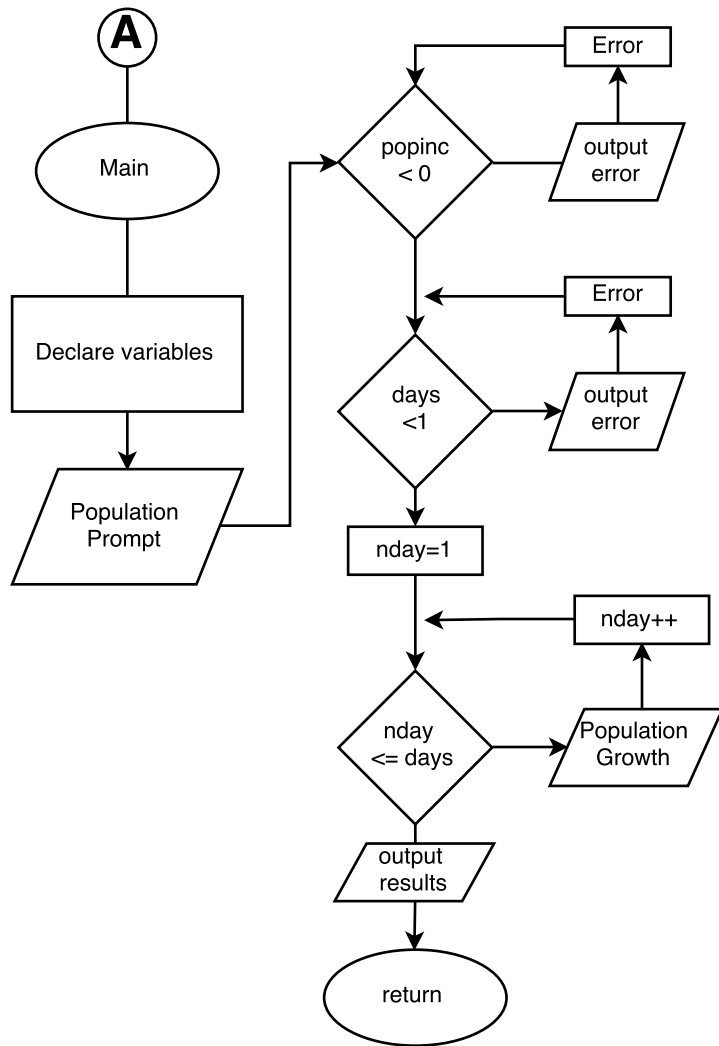 A
Main
Declare variables
Population
Prompt
Error
popinc
< 0
output
error
Error
days
<1
output
error
nday=1
nday++
nday
<= days
Population
Growth
output
results
return